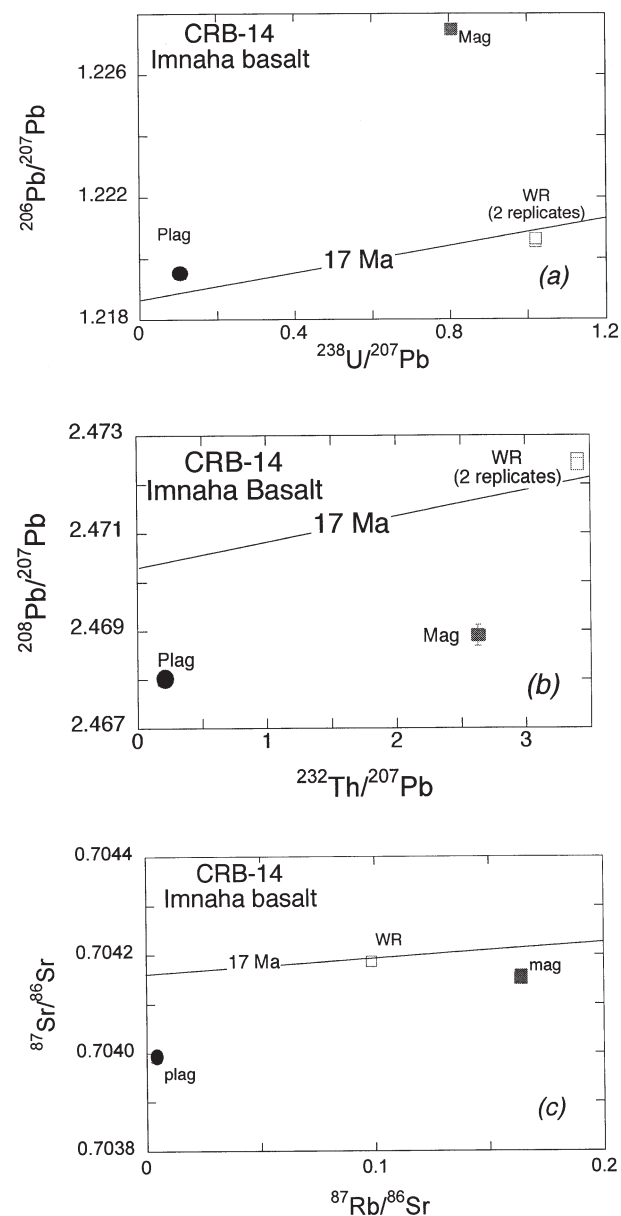 CRB-14
Imnaha basalt
Mag
1.226
1.222
1.218
206Pb/207Pb
Plag
WR
(2 replicates)
17 Ma
(a)
0
0.4
0.8
1.2
238U/207Pb
CRB-14
Imnaha Basalt
2.473
2.471
2.469
2.467
208Pb/207Pb
WR
(2 replicates)
17 Ma
Mag
Plag
(b)
0
1
2
3
232Th/207Pb
CRB-14
Imnaha basalt
0.7044
0.7042
0.7040
0.7038
87Sr/86Sr
WR
17 Ma
mag
plag
(c)
0
0.1
0.2
87Rb/86Sr